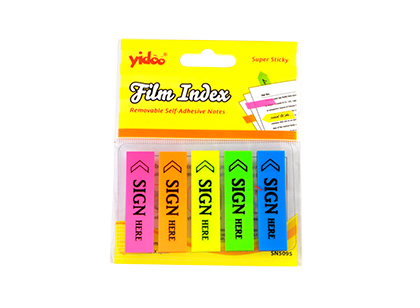 yidoo
Super Sticky
Film Index
Removable Self-Adhesive Notes
SIGN HERE
SIGN HERE
SIGN HERE
SIGN HERE
SIGN HERE
SN5095